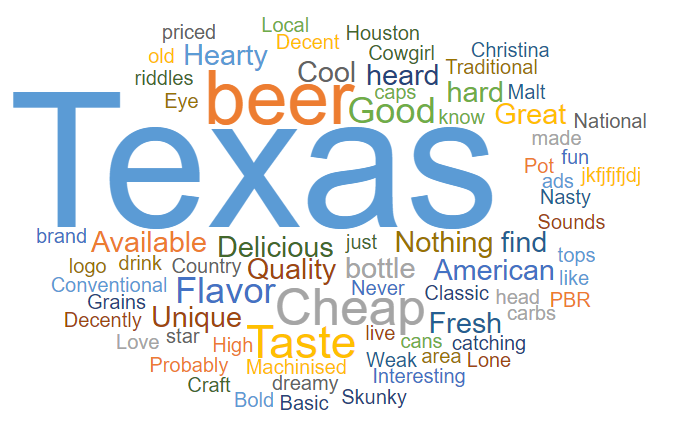 priced Local Houston
Decent
old Hearty Cowgirl Christina
riddles Cool heard Traditional
Eye beer caps hard Malt
Good know Great National
Texas made
Pot fun
ads jkfjfjfjdj
Nasty
Sounds
brand Available Delicious just Nothing find
logo drink Country Quality bottle American tops
Conventional Flavor Never Classic like
Grains Cheap head PBR
Decently Unique Fresh carbs
Love star High Taste live cans catching
Probably Machinised Weak area Lone
Craft dreamy Interesting
Bold Basic Skunky